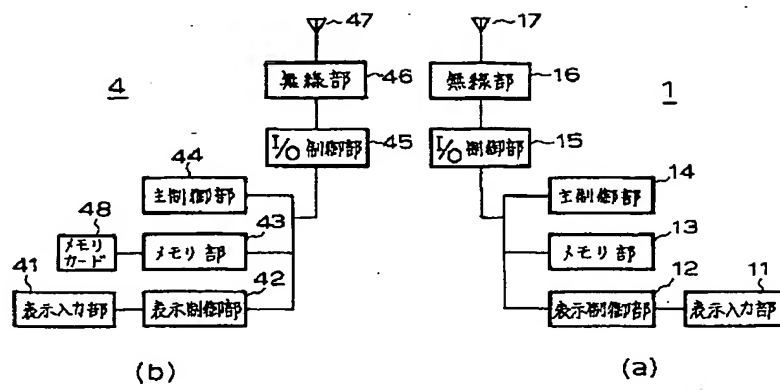 47
17
4
無線部
46
無線部
16
1
44
I/O 制御部
45
I/O 制御部
15
主制御部
14
主制御部
48
43
メモリ
カード
メモリ部
メモリ部
13
41
42
12
11
表示入力部
表示制御部
表示制御部
表示入力部
(b)
(a)